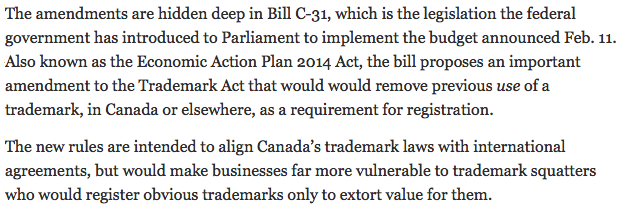 The amendments are hidden deep in Bill C-31, which is the legislation the federal
government has introduced to Parliament to implement the budget announced Feb. 11.
Also known as the Economic Action Plan 2014 Act, the bill proposes an important
amendment to the Trademark Act that would would remove previous use of a
trademark, in Canada or elsewhere, as a requirement for registration.
The new rules are intended to align Canada’s trademark laws with international
agreements, but would make businesses far more vulnerable to trademark squatters
who would register obvious trademarks only to extort value for them.